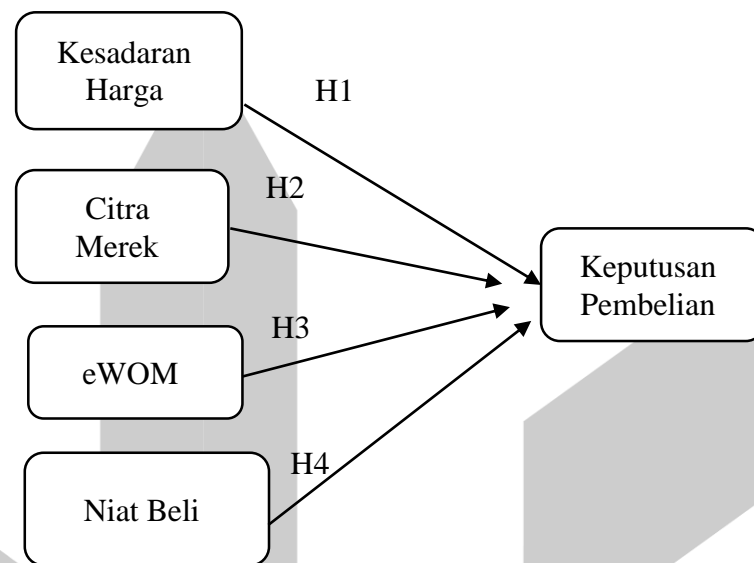 Kesadaran
Harga
H1
Citra
Merek
H2
Keputusan
Pembelian
eWOM
H3
Niat Beli
H4